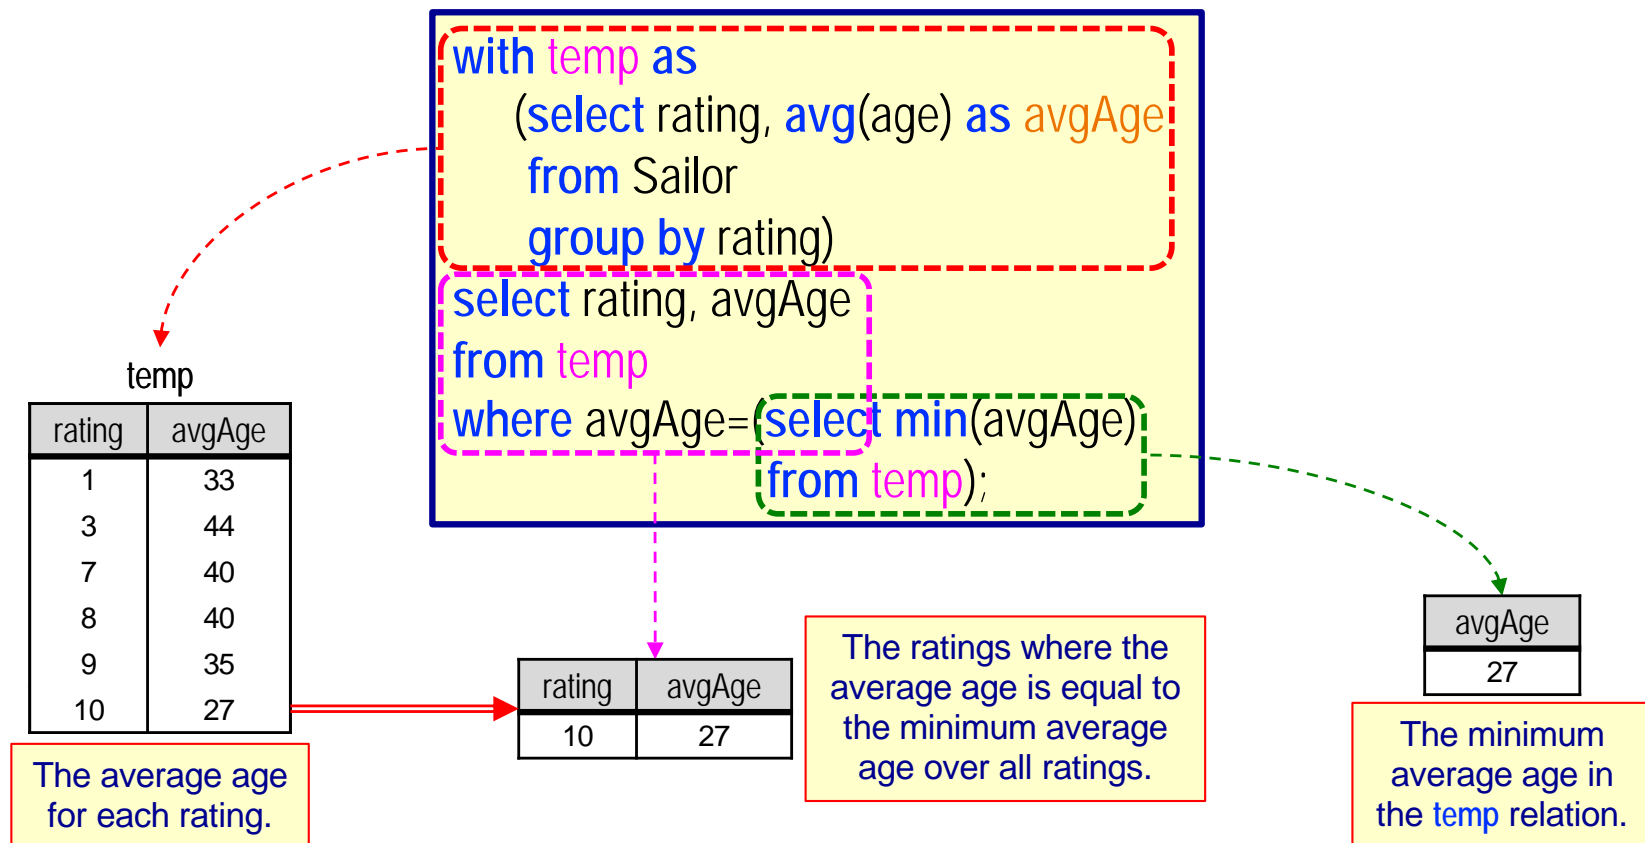 with temp as
(select rating, avg(age) as avgAge
from Sailor
group by rating)
select rating, avgAge
from temp
where avgAge=(select min(avgAge)
from temp);
temp
rating avgAge
1 33
3 44
7 40
8 40
9 35
10 27
The average age
for each rating.
rating avgAge
10 27
The ratings where the
average age is equal to
the minimum average
age over all ratings.
avgAge
27
The minimum
average age in
the temp relation.